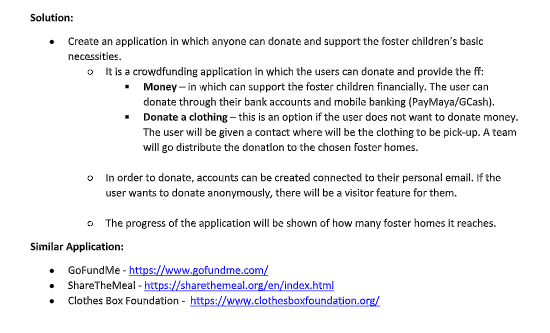 Solution:
• Create an application in which anyone can donate and support the foster children's basic
necessities.
o It is a crowdfunding application in which the users can donate and provide the ff:
▪ Money – in which can support the foster children financially. The user can
donate through their bank accounts and mobile banking (PayMaya/GCash).
▪ Donate a clothing – this is an option if the user does not want to donate money.
The user will be given a contact where will be the clothing to be pick-up. A team
will go distribute the donation to the chosen foster homes.
o In order to donate, accounts can be created connected to their personal email. If the
user wants to donate anonymously, there will be a visitor feature for them.
o The progress of the application will be shown of how many foster homes it reaches.
Similar Application:
• GoFundMe - https://www.gofundme.com/
• ShareTheMeal - https://sharethemeal.org/en/index.html
• Clothes Box Foundation - https://www.clothesboxfoundation.org/